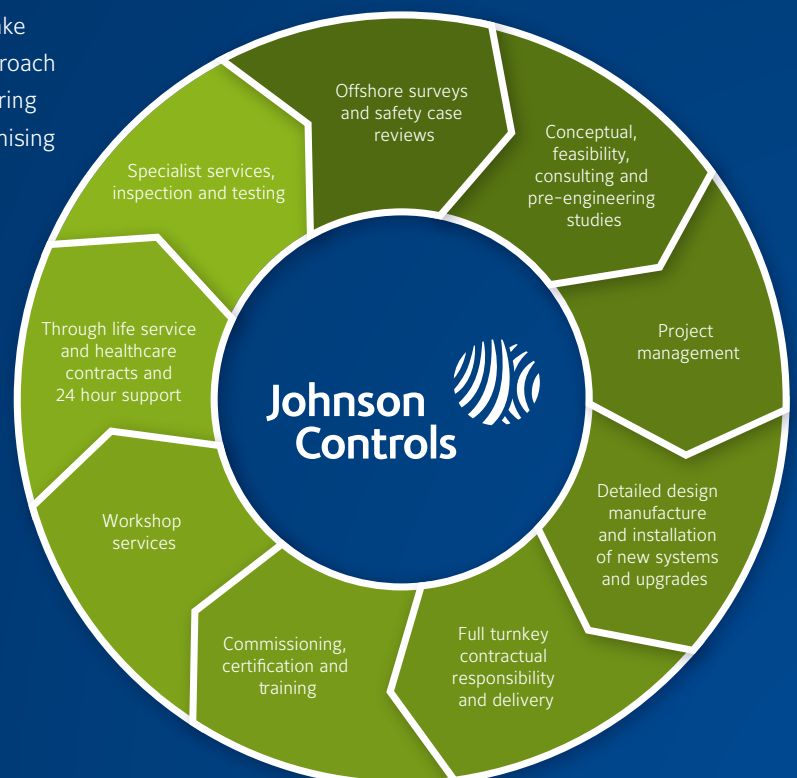 Offshore surveys
and safety case
reviews
Conceptual,
feasibility,
consulting and
pre-engineering
studies
Project
management
Detailed design
manufacture
and installation
of new systems
and upgrades
Full turnkey
contractual
responsibility
and delivery
Commissioning,
certification and
training
Workshop
services
Through life service
and healthcare
contracts and
24 hour support
Specialist services,
inspection and testing
Johnson
Controls